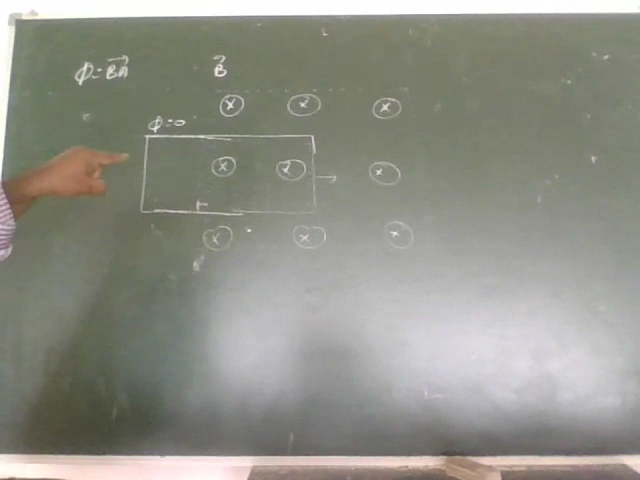 Φ = BA B
x x x
Φ = 0
x x x
x x x